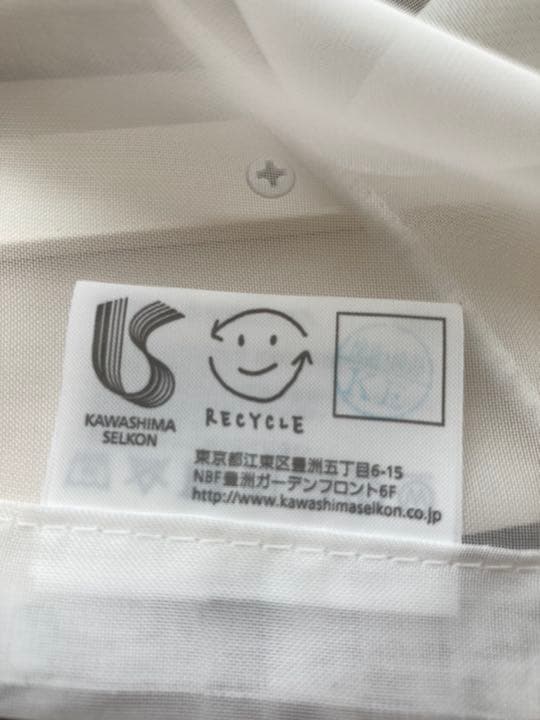 KAWASHIMA
SELKON
RECYCLE
東京都江東区豊洲五丁目6-15
NBF豊洲ガーデンフロント6F
http://www.kawashimaselkon.co.jp